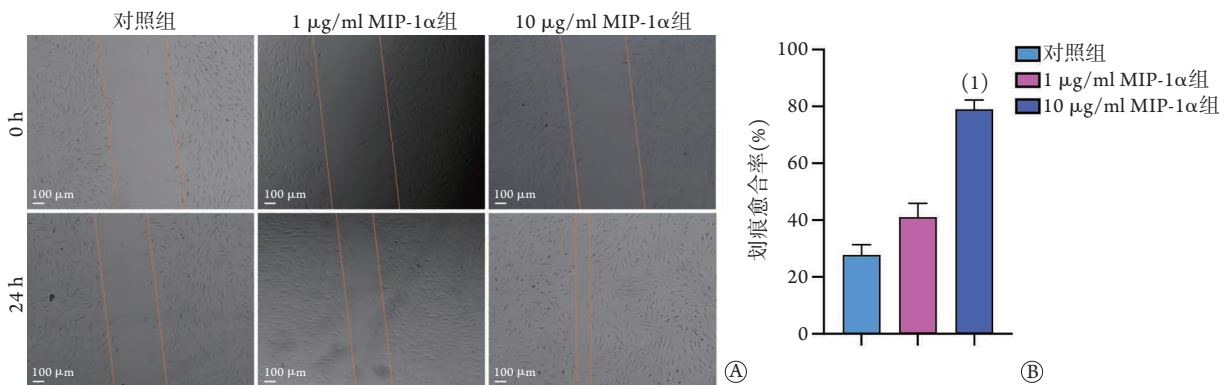 对照组
1 μg/ml MIP-1α组
10 μg/ml MIP-1α组
0 h
100 μm
100 μm
100 μm
24 h
100 μm
100 μm
100 μm
Ⓐ
划痕愈合率(%)
100
80
60
40
20
0
(1)
对照组
1 μg/ml MIP-1α组
10 μg/ml MIP-1α组
Ⓑ